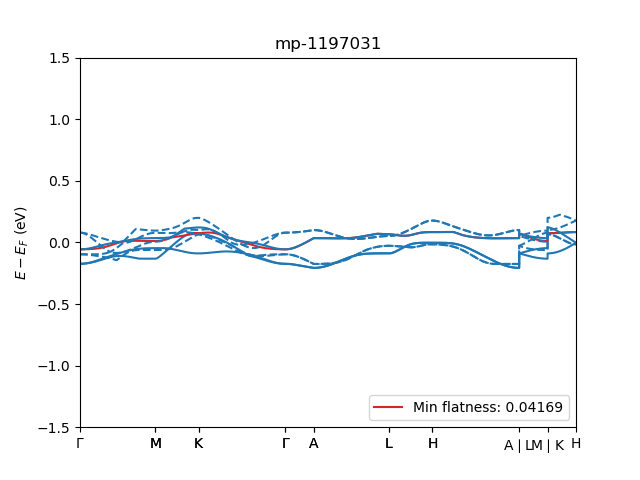 mp-1197031
1.5
1.0
0.5
0.0
−0.5
−1.0
−1.5
E − E_F (eV)
Min flatness: 0.04169
Γ M K Γ A L H A | LM | K H